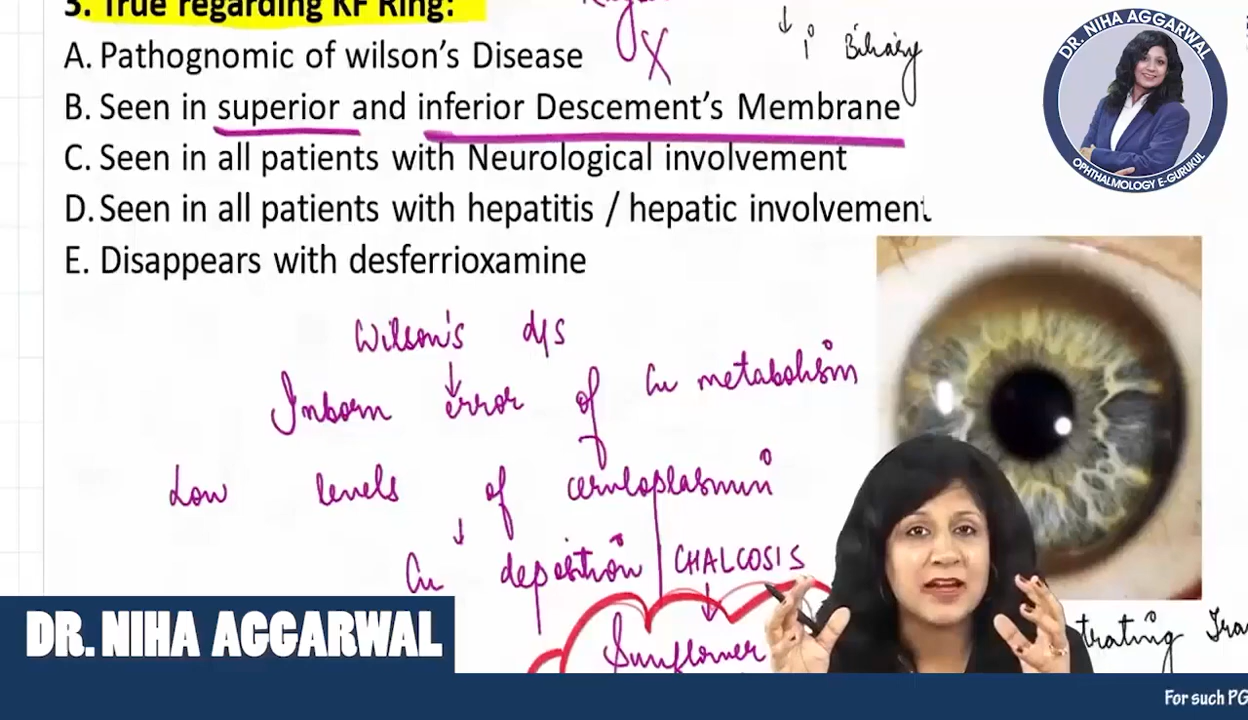 3. True regarding KF Ring:
A. Pathognomic of wilson's Disease
X
↓
1° Biliary
B. Seen in superior and inferior Descement's Membrane
C. Seen in all patients with Neurological involvement
D. Seen in all patients with hepatitis / hepatic involvement
E. Disappears with desferrioxamine
Wilson's d/s
↓
Inborn error of Cu metabolism
Low levels of ceruloplasmin
↓
Cu deposition
CHALCOSIS
↓
Sunflower
trating Tra
DR. NIHA AGGARWAL
OPHTHALMOLOGY E-GURUKUL
DR. NIHA AGGARWAL
For such PG